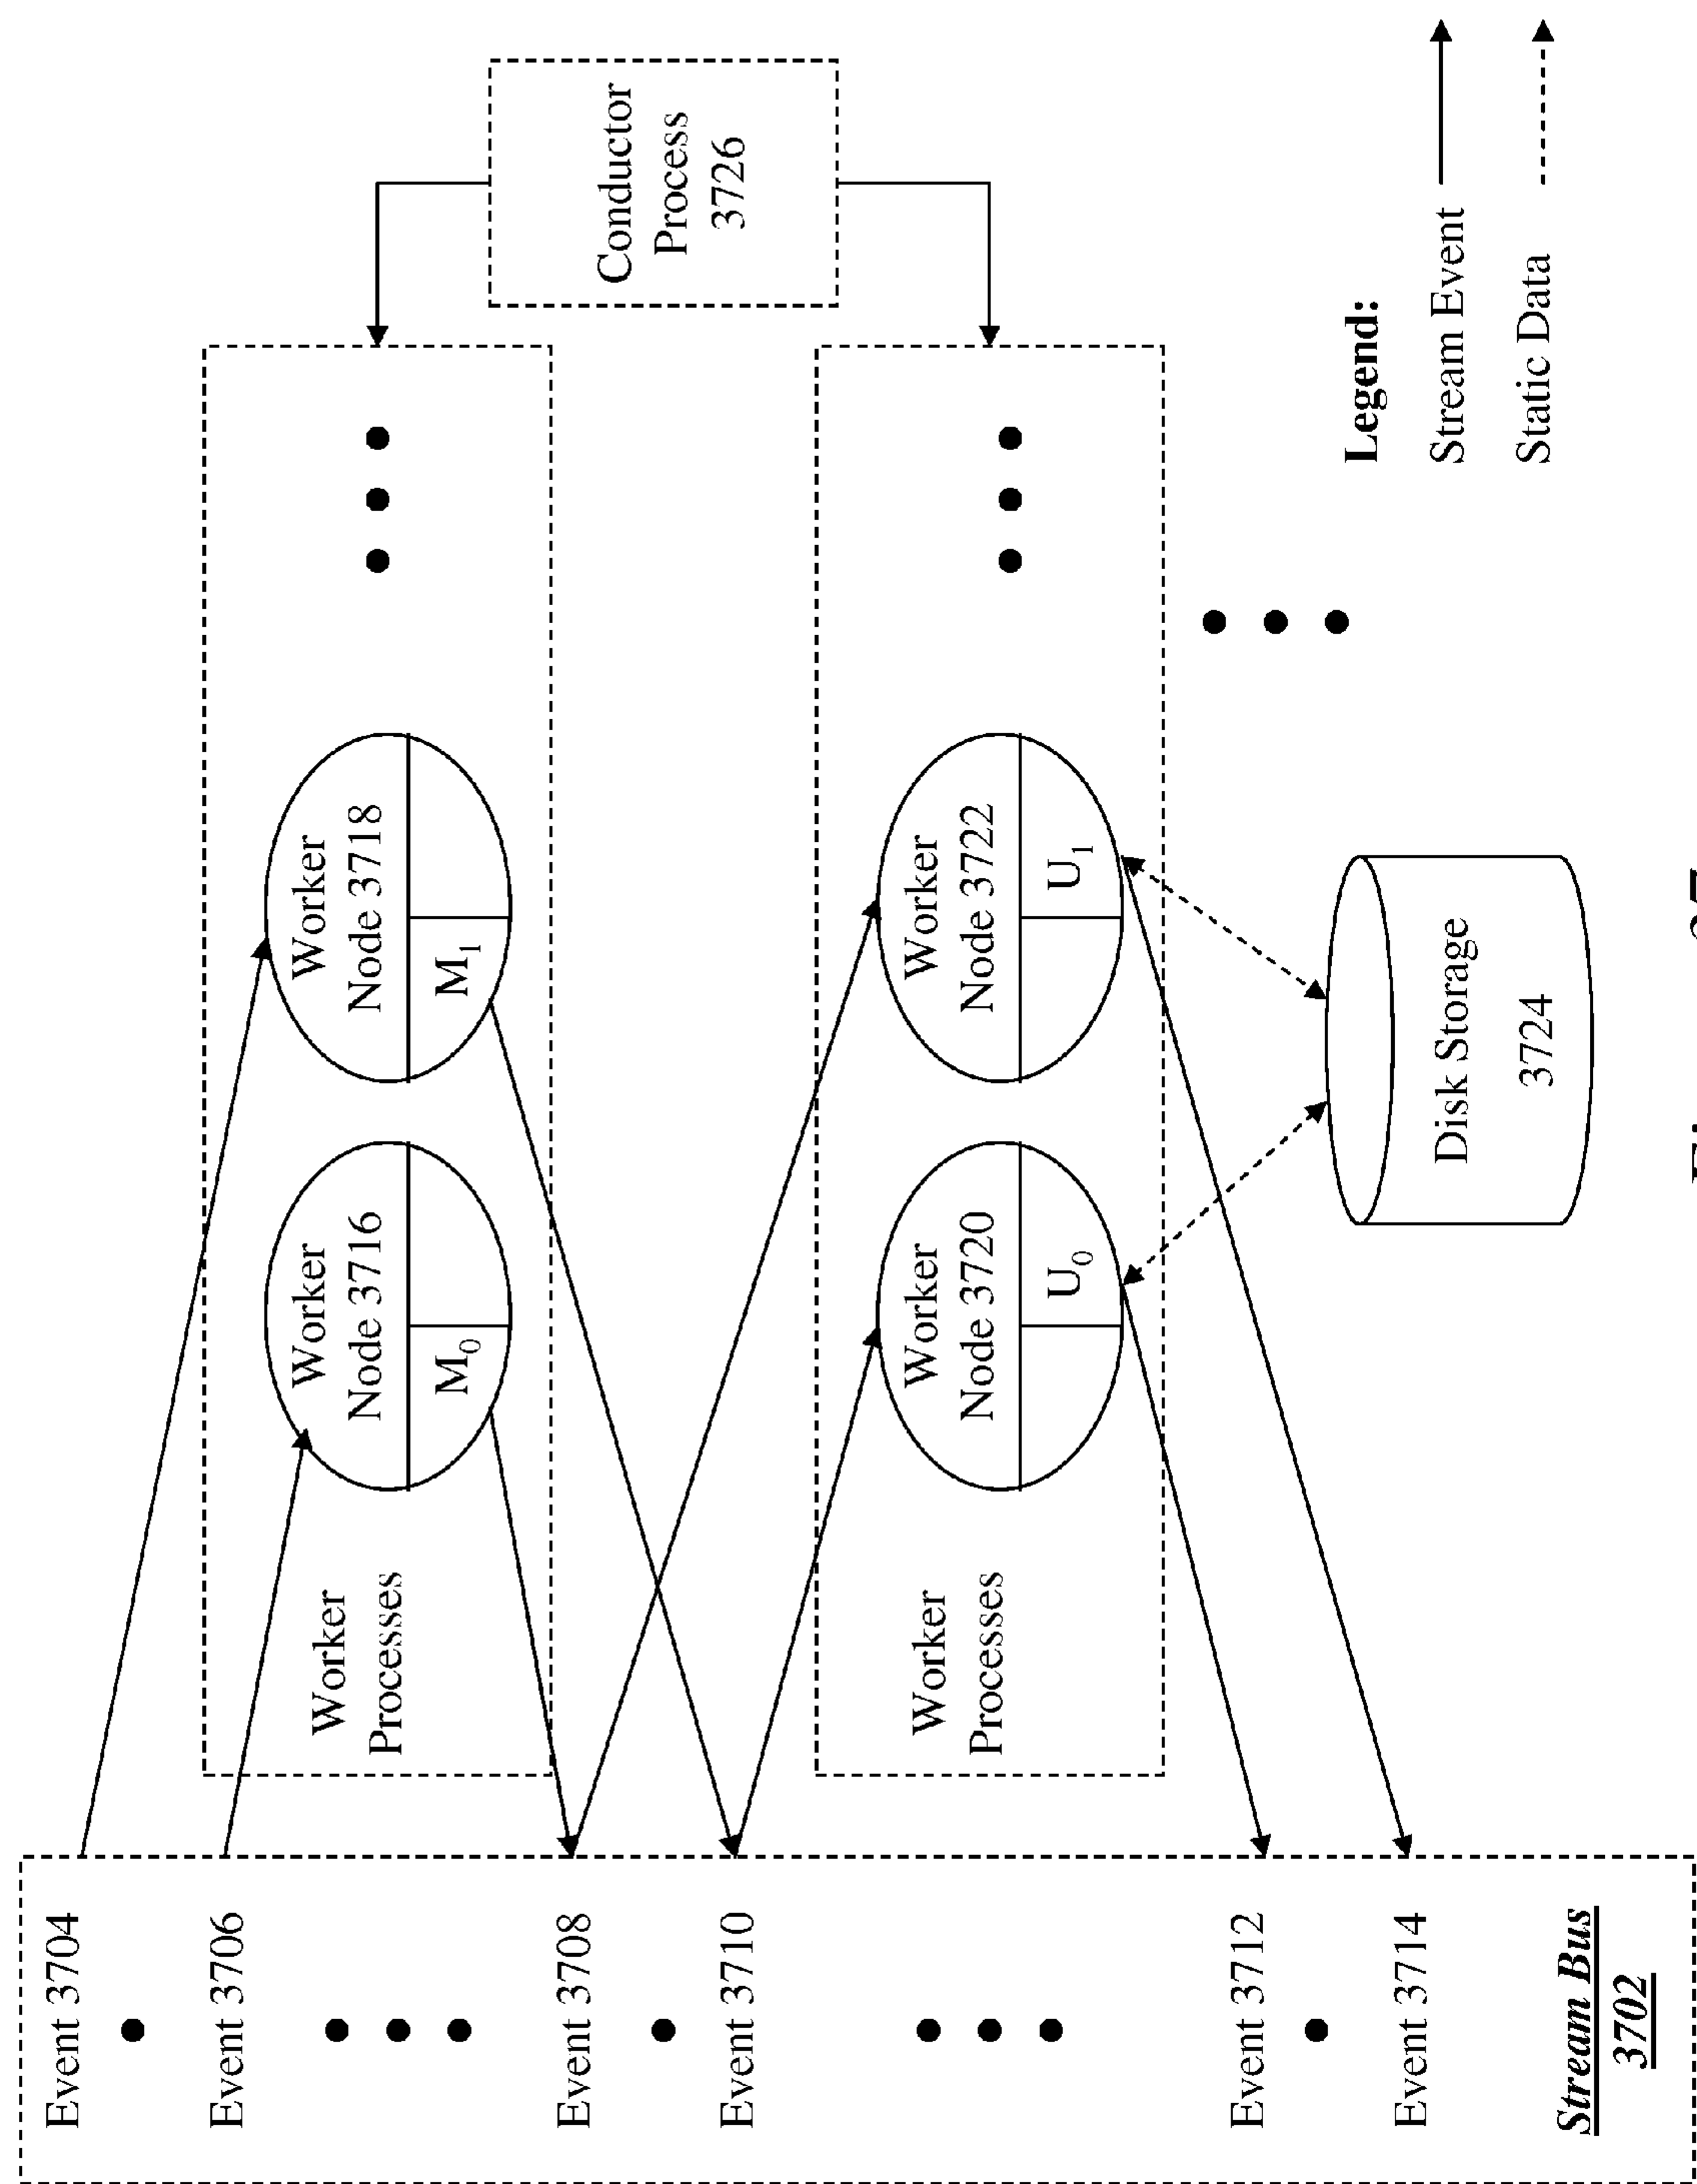 Event 3704
Event 3706
Event 3708
Event 3710
Event 3712
Event 3714
Stream Bus
3702
Worker
Processes
Worker
Node 3716
M0
Worker
Node 3718
M1
Worker
Processes
Worker
Node 3720
U0
Worker
Node 3722
U1
Disk Storage
3724
Conductor
Process
3726
Legend:
Stream Event
Static Data